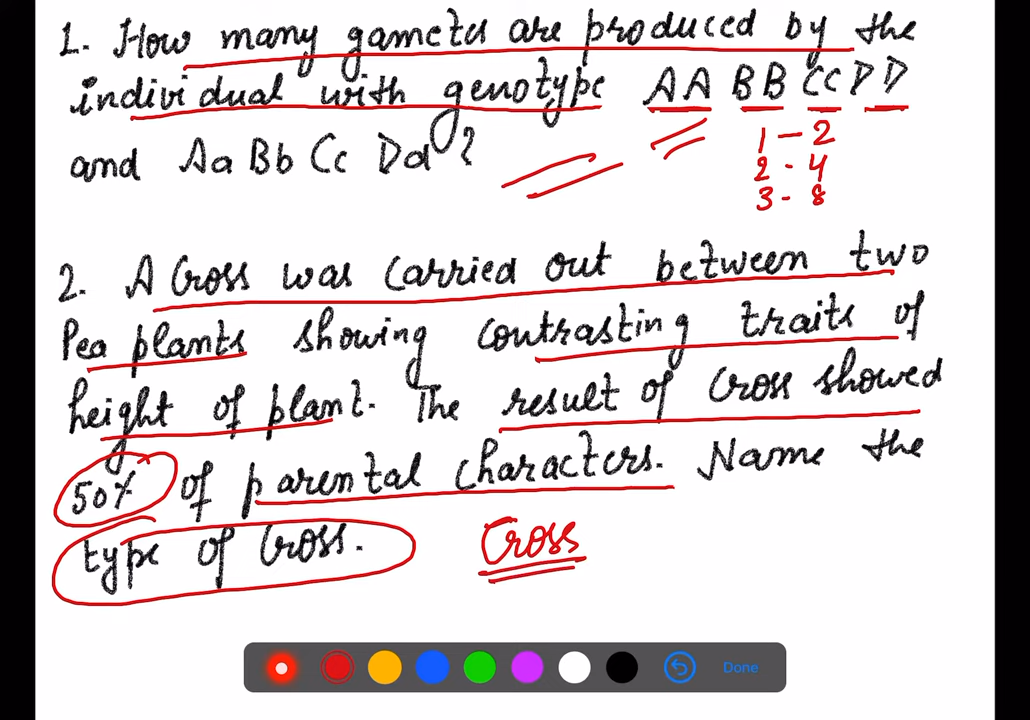 1. How many gametes are produced by the
individual with genotype AA BB Cc DD
1 - 2
and Aa Bb Cc Dd ?
2 - 4
3 - 8
2. A Cross was carried out between two
Pea plants showing contrasting traits of
height of plant. The result of Cross showed
50% of parental characters. Name the
type of Cross. Cross
Done